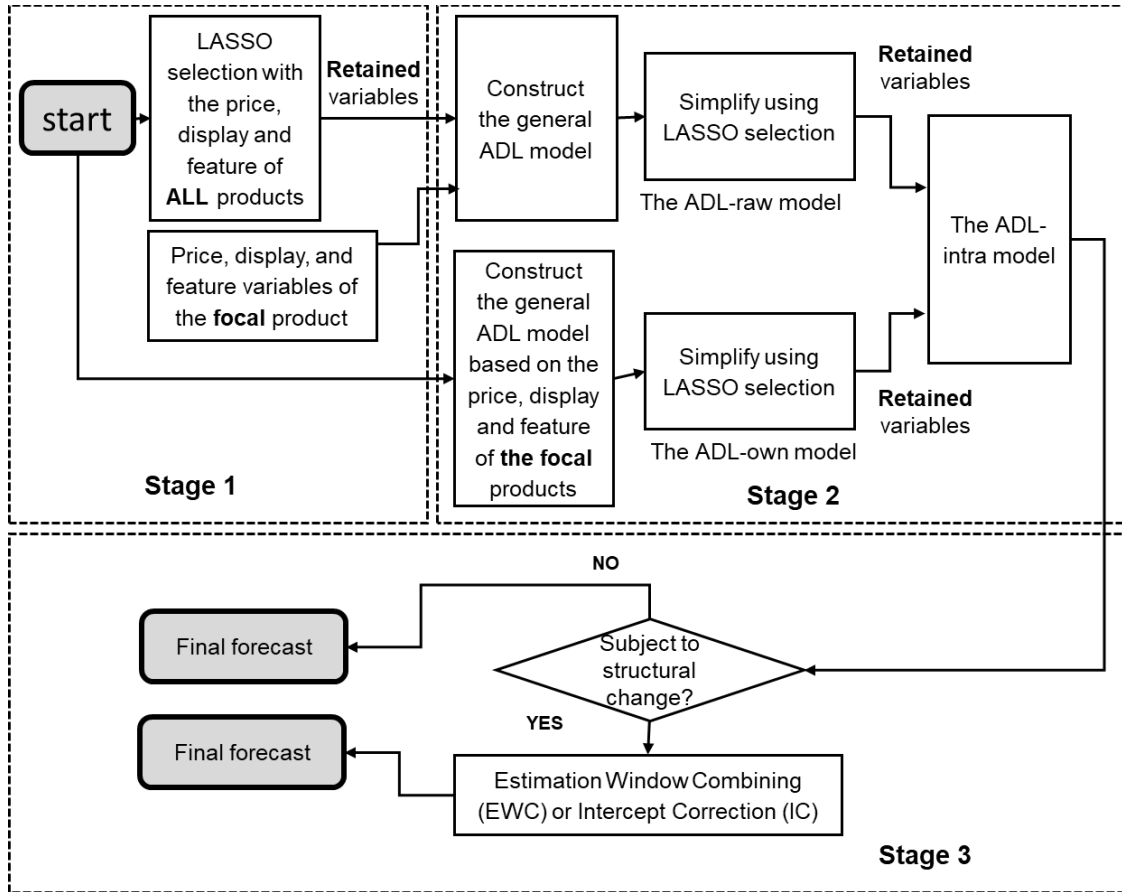 start
LASSO
selection with
the price,
display and
feature of
ALL products
Retained
variables
Price, display, and
feature variables of
the focal product
Stage 1
Construct
the general
ADL model
Simplify using
LASSO selection
The ADL-raw model
Retained
variables
Construct
the general
ADL model
based on the
price, display
and feature
of the focal
products
Simplify using
LASSO selection
The ADL-own model
Retained
variables
The ADL-
intra model
Stage 2
NO
Final forecast
Subject to
structural
change?
YES
Final forecast
Estimation Window Combining
(EWC) or Intercept Correction (IC)
Stage 3